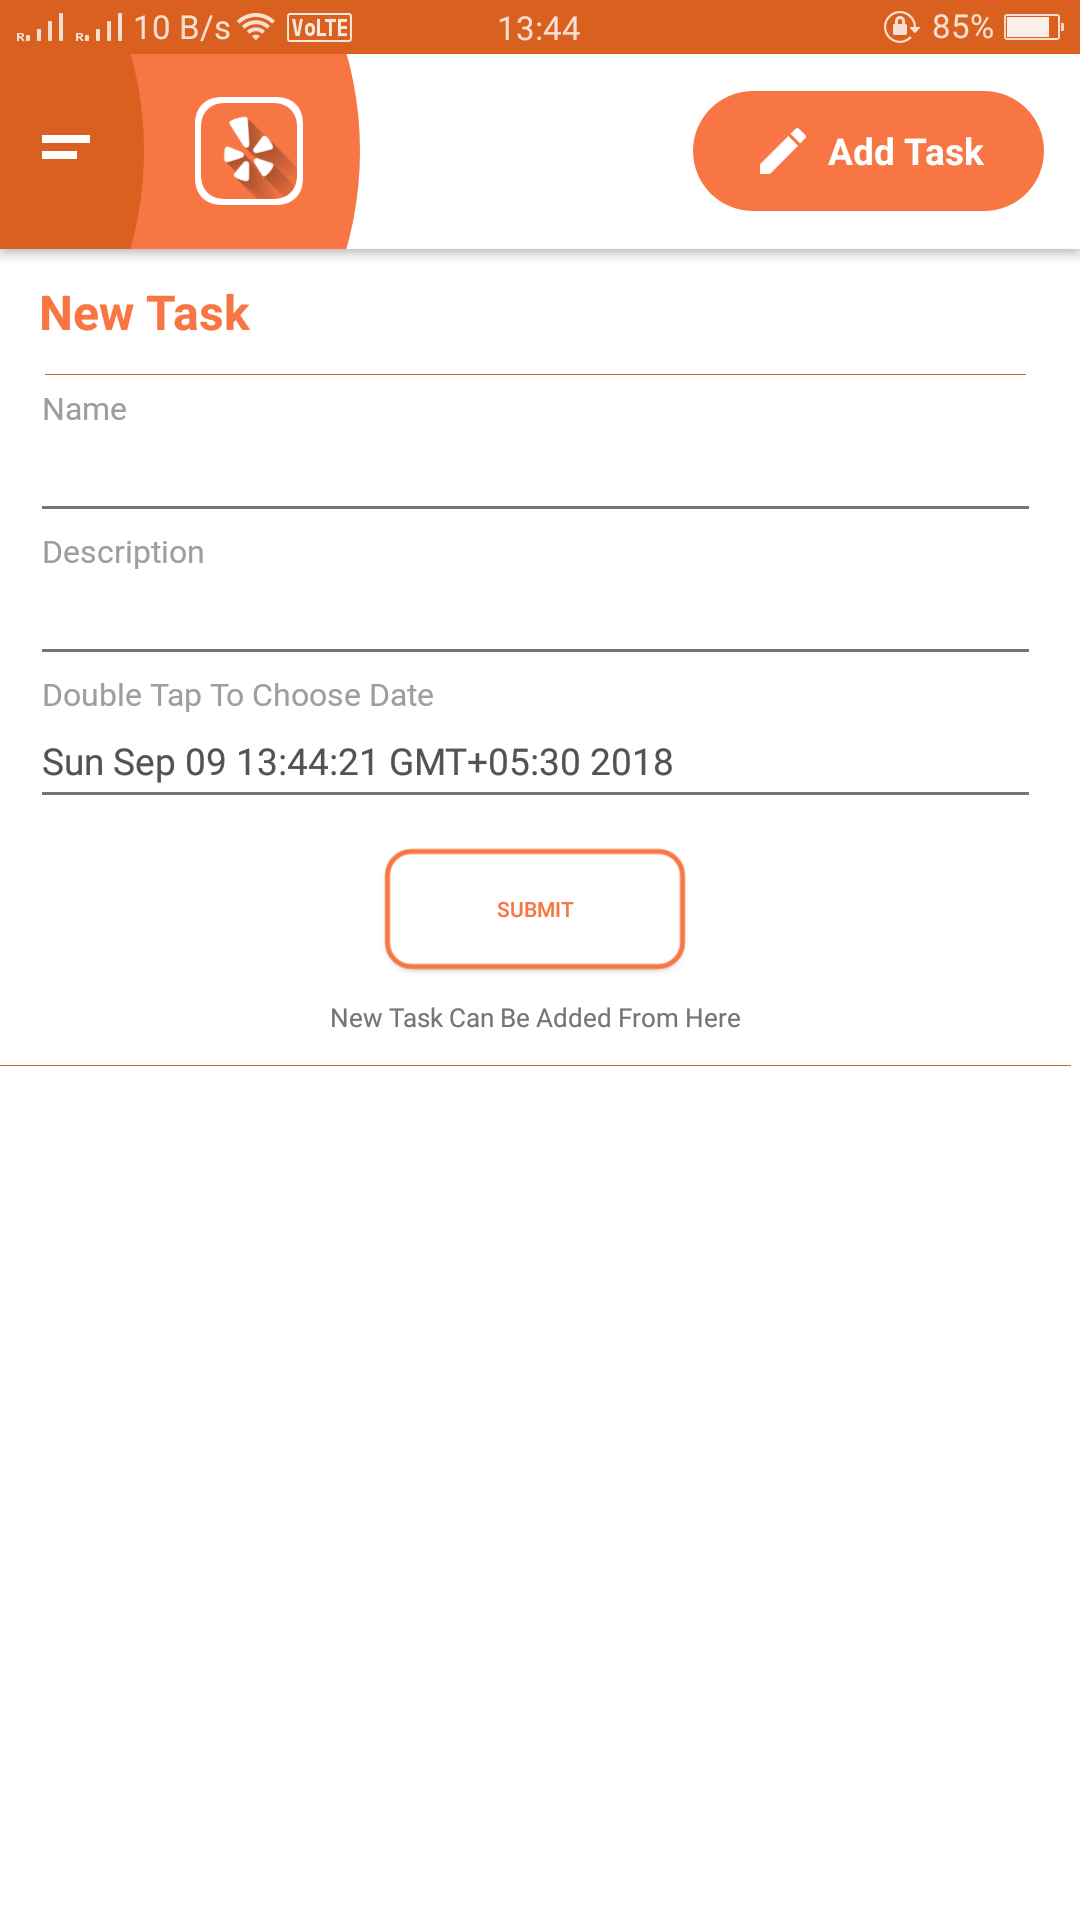 R R 10 B/s VoLTE 13:44 85%
Add Task
New Task
Name
Description
Double Tap To Choose Date
Sun Sep 09 13:44:21 GMT+05:30 2018
SUBMIT
New Task Can Be Added From Here